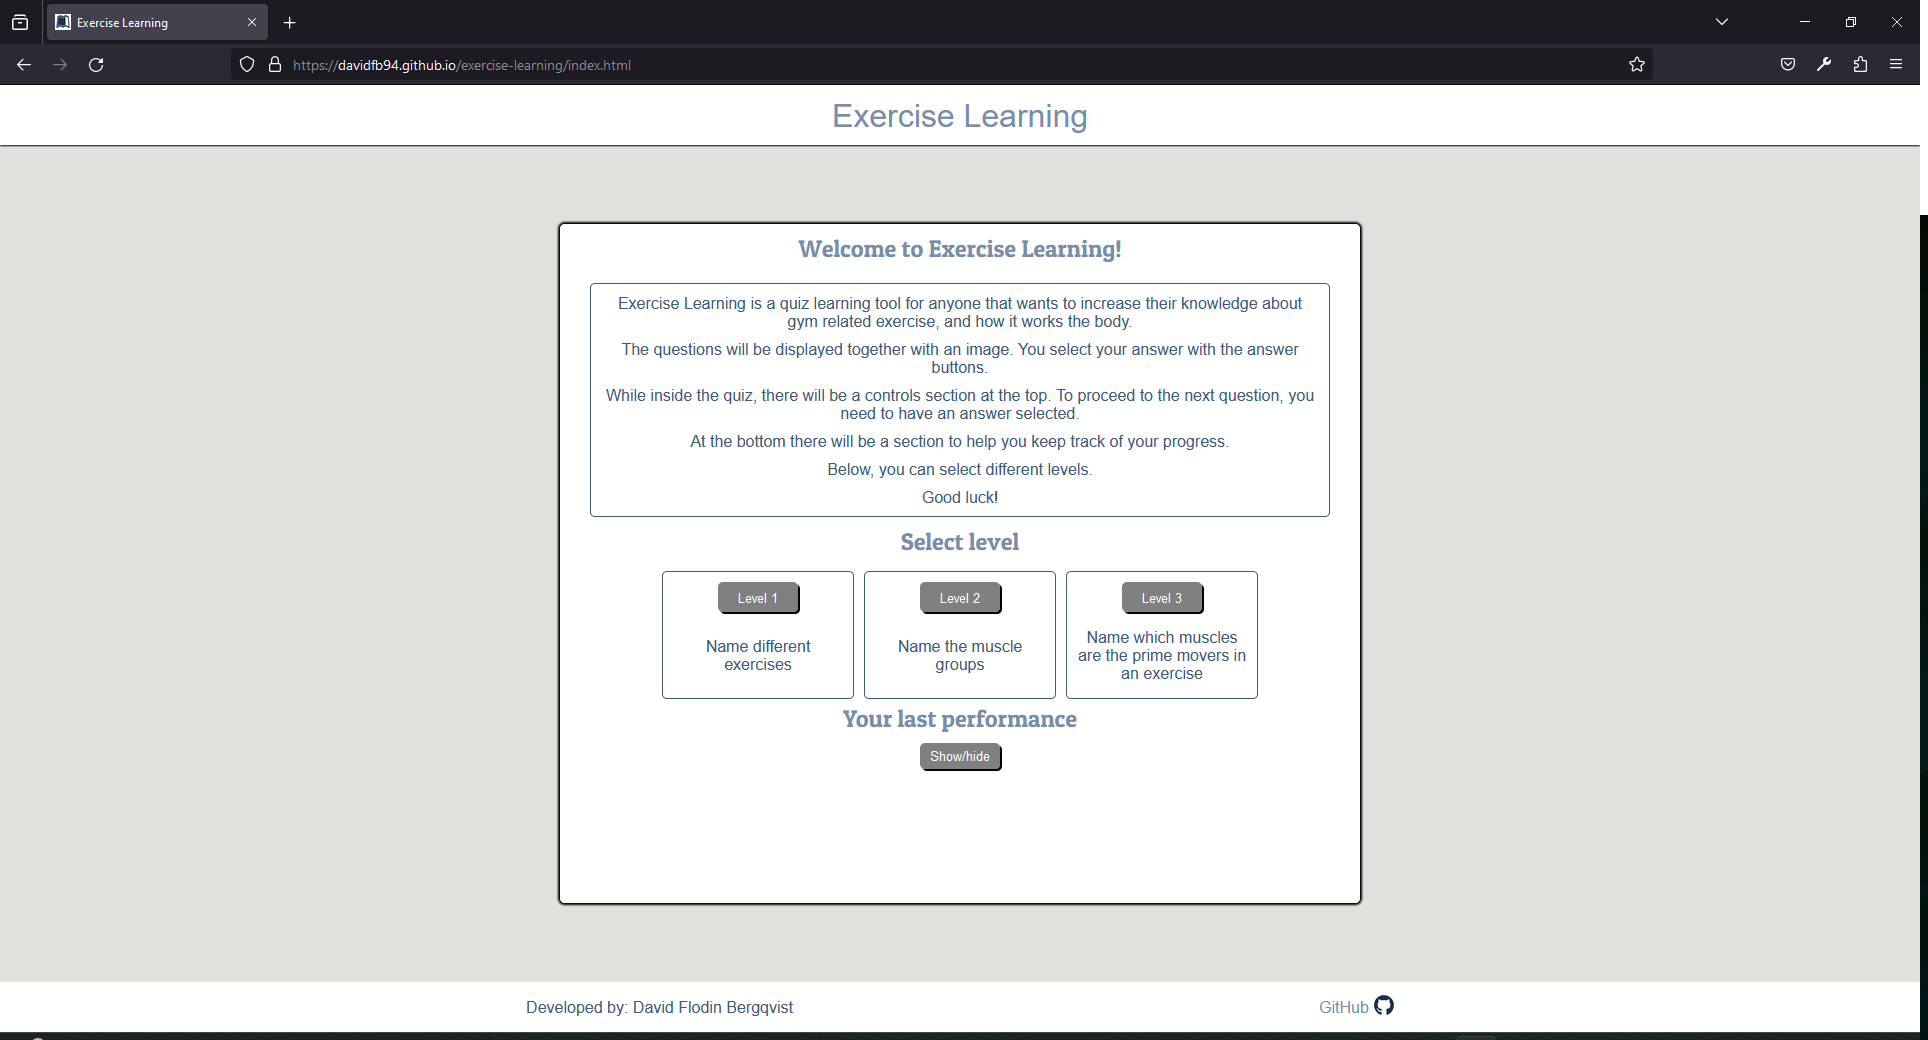 Exercise Learning
https://davidfb94.github.io/exercise-learning/index.html
Exercise Learning
Welcome to Exercise Learning!
Exercise Learning is a quiz learning tool for anyone that wants to increase their knowledge about
gym related exercise, and how it works the body.
The questions will be displayed together with an image. You select your answer with the answer
buttons.
While inside the quiz, there will be a controls section at the top. To proceed to the next question, you
need to have an answer selected.
At the bottom there will be a section to help you keep track of your progress.
Below, you can select different levels.
Good luck!
Select level
Level 1
Name different
exercises
Level 2
Name the muscle
groups
Level 3
Name which muscles
are the prime movers in
an exercise
Your last performance
Show/hide
Developed by: David Flodin Bergqvist
GitHub